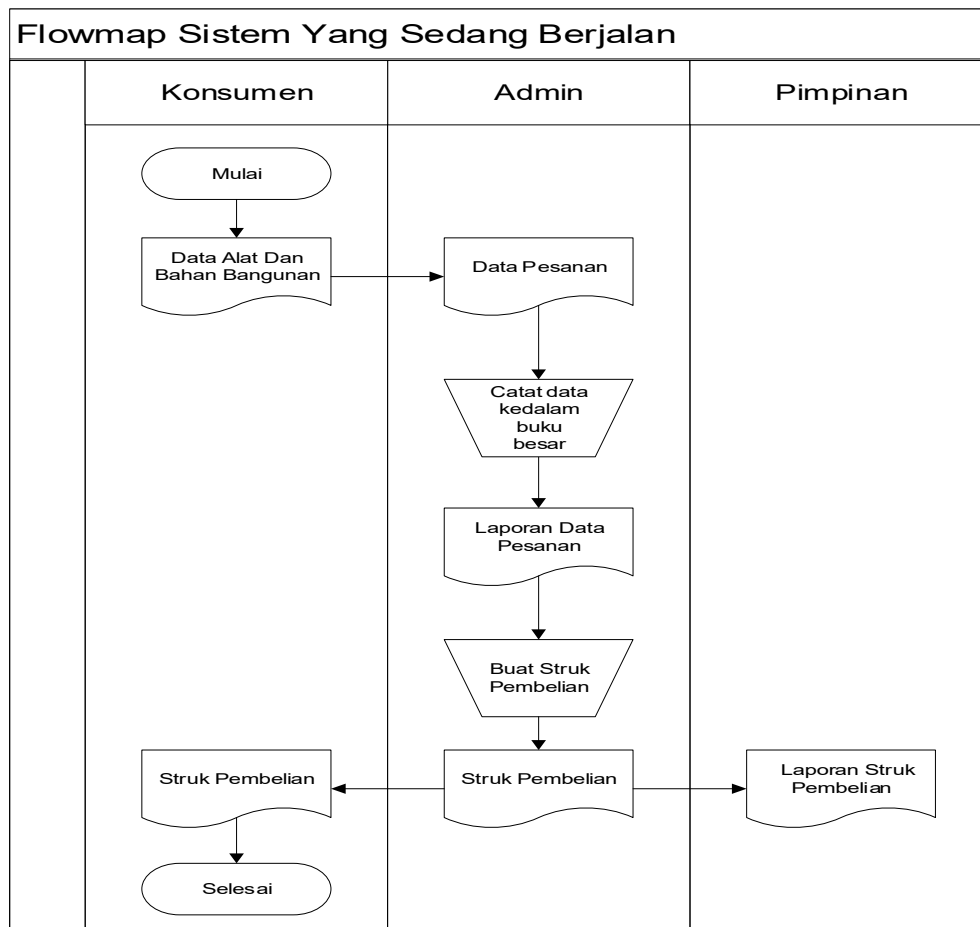 Flowmap Sistem Yang Sedang Berjalan
Konsumen
Admin
Pimpinan
Mulai
Data Alat Dan
Bahan Bangunan
Data Pesanan
Catat data
kedalam
buku
besar
Laporan Data
Pesanan
Buat Struk
Pembelian
Struk Pembelian
Struk Pembelian
Laporan Struk
Pembelian
Selesai